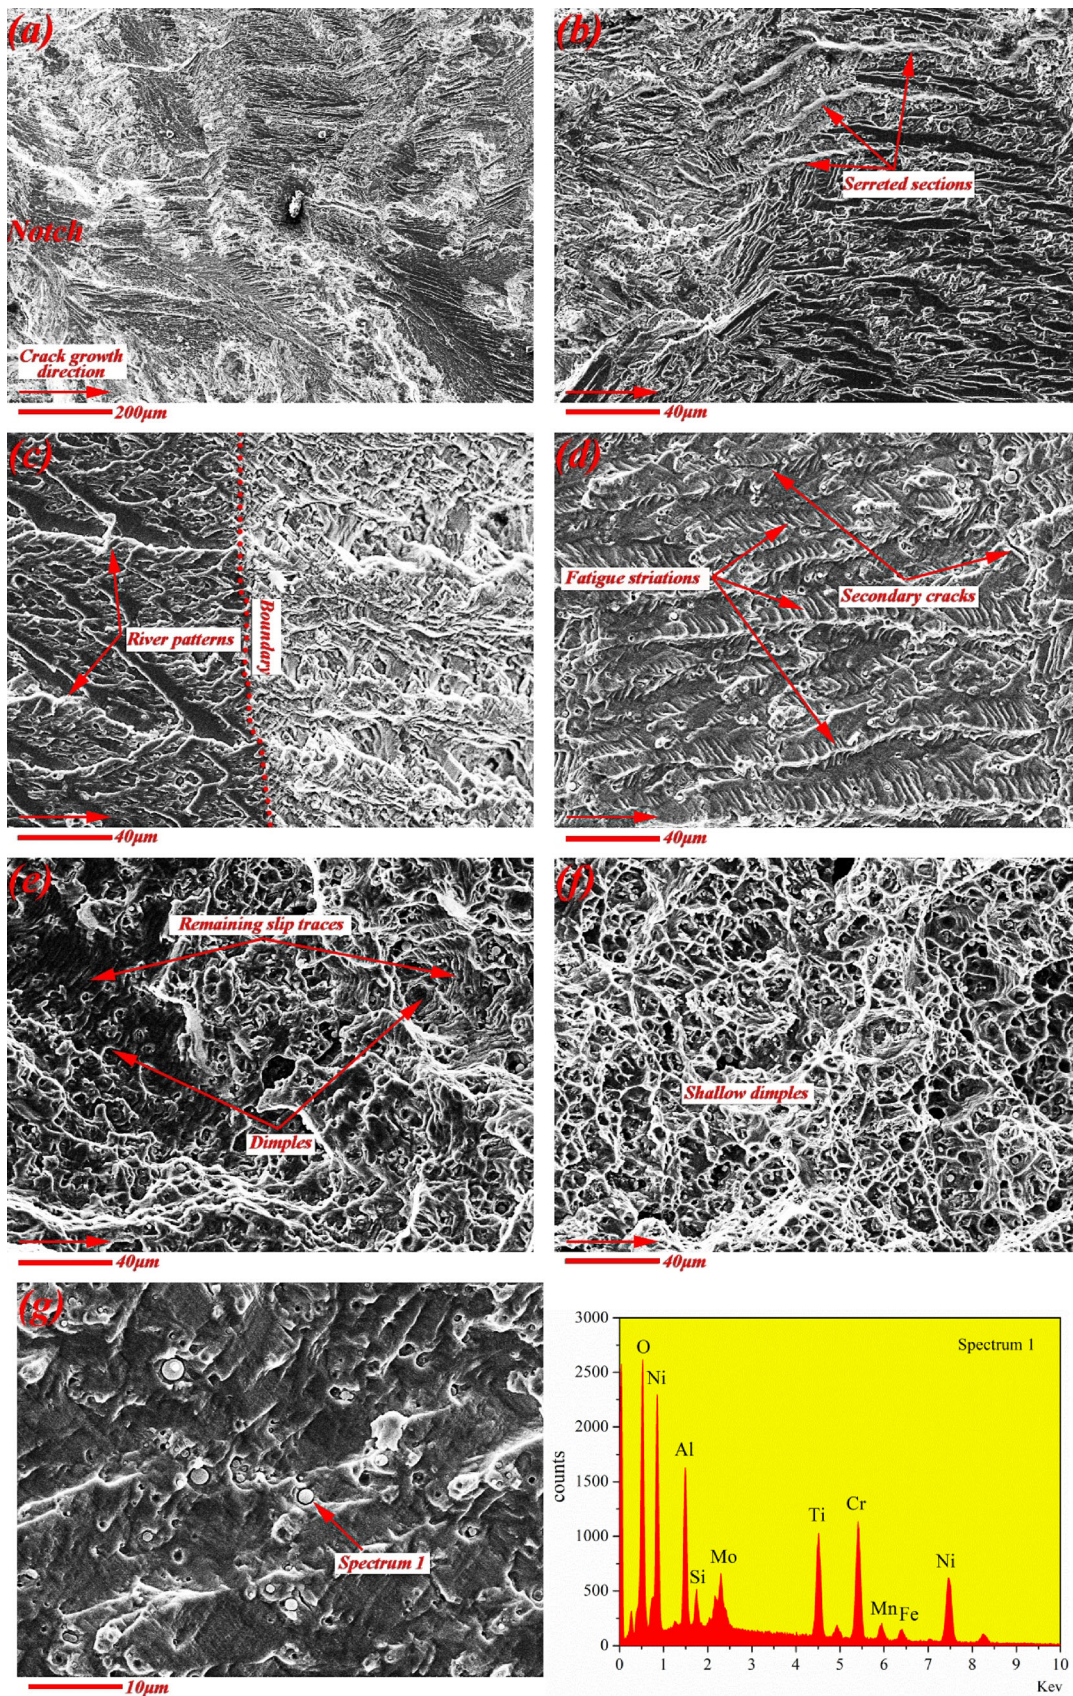 (a)
Notch
Crack growth
direction
200μm
(b)
Serreted sections
40μm
(c)
River patterns
Boundary
40μm
(d)
Fatigue striations
Secondary cracks
40μm
(e)
Remaining slip traces
Dimples
40μm
(f)
Shallow dimples
40μm
(g)
Spectrum 1
10μm
3000
2500
2000
1500
1000
500
0
counts
Spectrum 1
O
Ni
Al
Si
Mo
Ti
Cr
Mn
Fe
Ni
0 1 2 3 4 5 6 7 8 9 10
Kev